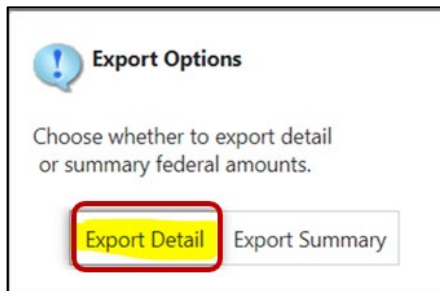 Export Options
Choose whether to export detail
or summary federal amounts.
Export Detail Export Summary